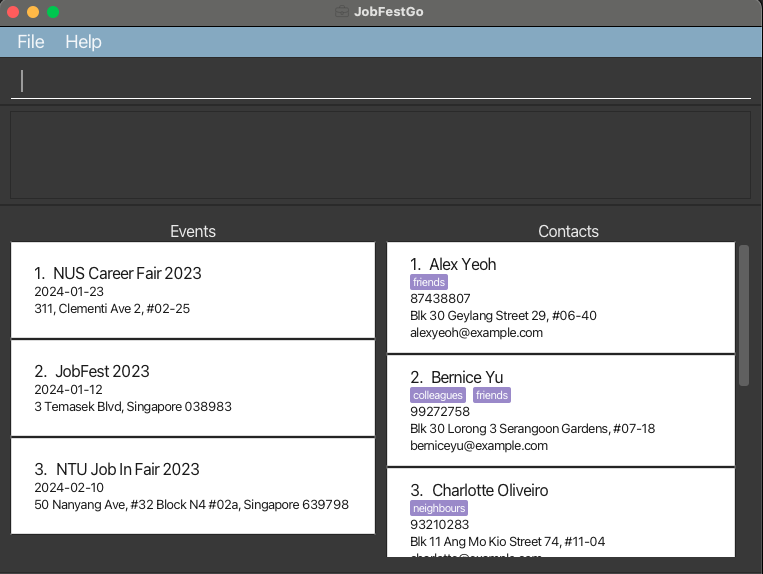 JobFestGo
File Help
Events
1. NUS Career Fair 2023
2024-01-23
311, Clementi Ave 2, #02-25
2. JobFest 2023
2024-01-12
3 Temasek Blvd, Singapore 038983
3. NTU Job In Fair 2023
2024-02-10
50 Nanyang Ave, #32 Block N4 #02a, Singapore 639798
Contacts
1. Alex Yeoh
friends
87438807
Blk 30 Geylang Street 29, #06-40
alexyeoh@example.com
2. Bernice Yu
colleagues friends
99272758
Blk 30 Lorong 3 Serangoon Gardens, #07-18
berniceyu@example.com
3. Charlotte Oliveiro
neighbours
93210283
Blk 11 Ang Mo Kio Street 74, #11-04